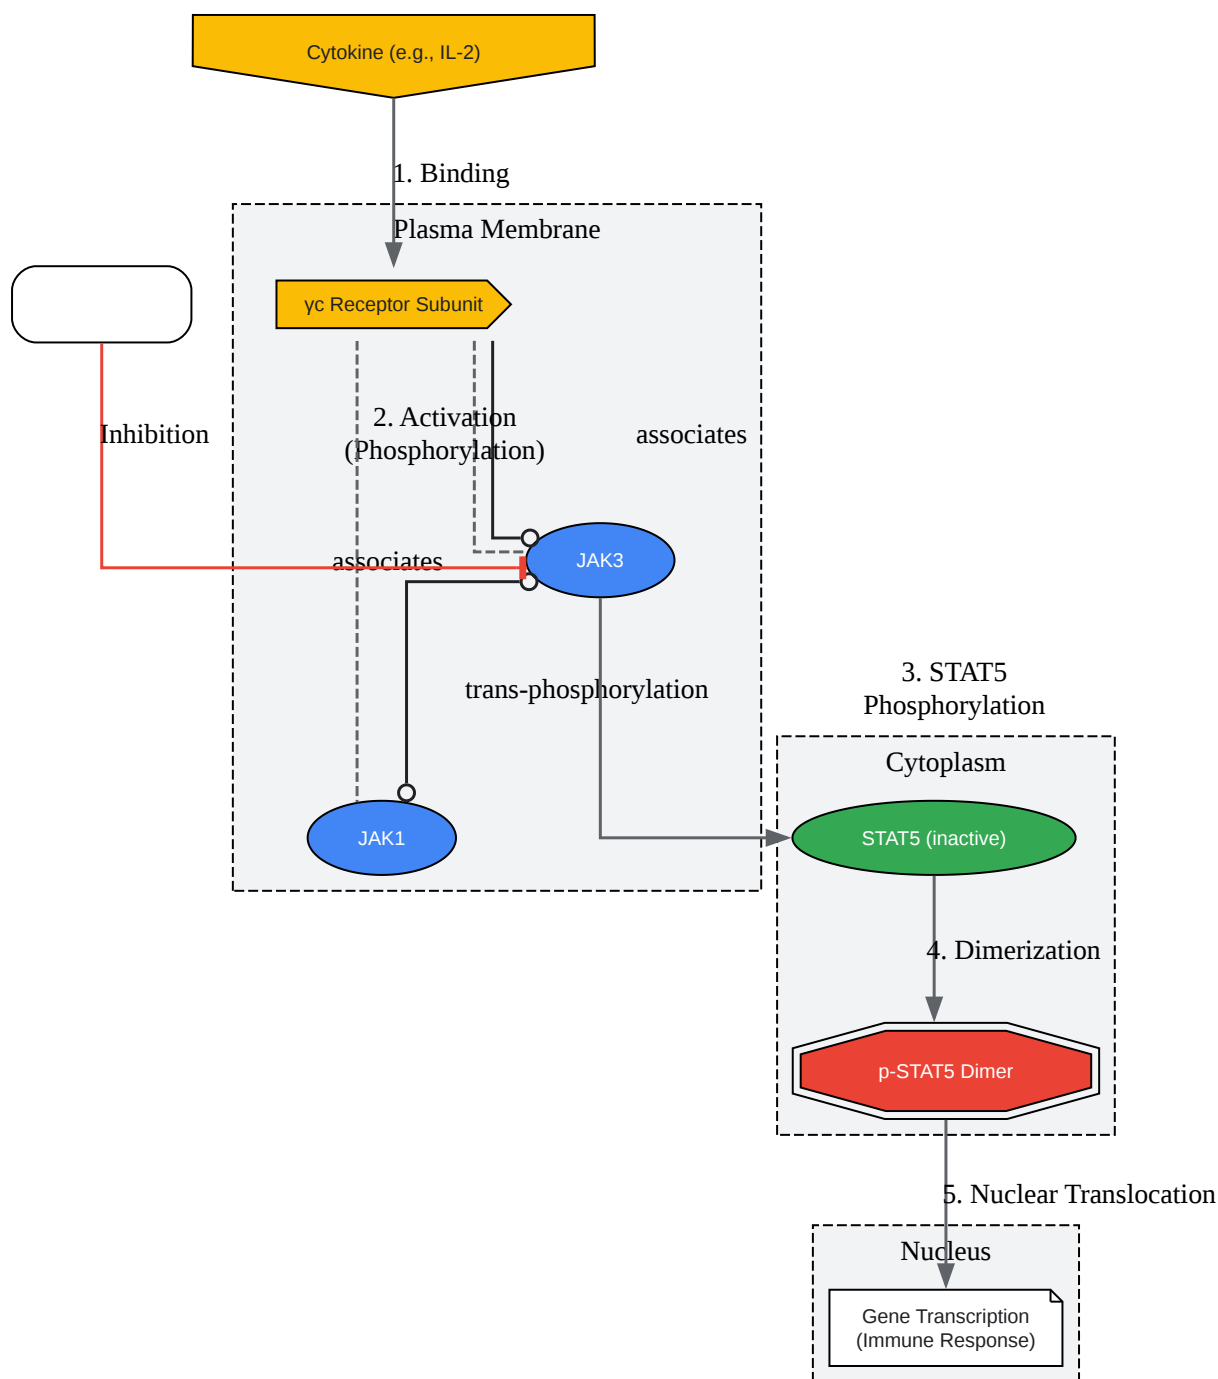 Cytokine (e.g., IL-2)
1. Binding
Plasma Membrane
γc Receptor Subunit
2. Activation
(Phosphorylation)
Inhibition
associates
associates
JAK3
trans-phosphorylation
3. STAT5
Phosphorylation
Cytoplasm
JAK1
STAT5 (inactive)
4. Dimerization
p-STAT5 Dimer
5. Nuclear Translocation
Nucleus
Gene Transcription
(Immune Response)